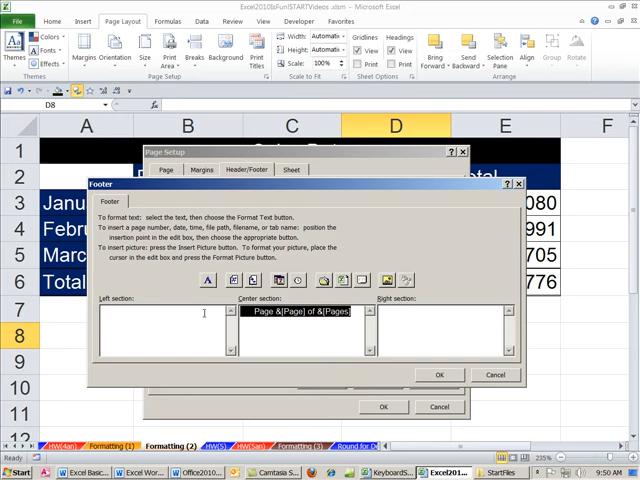 Excel2010IsFun!STARTVideos .xlsm - Microsoft Excel
File Home Insert Page Layout Formulas Data Review View Developer Acrobat
Colors Width: Automatic Gridlines Headings
Themes Fonts Margins Orientation Size Print Area Breaks Background Print Titles Height: Automatic View View Bring Forward Send Backward Selection Pane Align Group Rotate
Effects Scale: 100% Print Print
Themes Page Setup Scale to Fit Sheet Options Arrange
D8 fx
A B C D E F
1
2
3 Janu 080
4 Febru 991
5 Marc 705
6 Total 776
7
8
9
10
11
12
Page Setup
Page Margins Header/Footer Sheet
Footer
Footer
To format text: select the text, then choose the Format Text button.
To insert a page number, date, time, file path, filename, or tab name: position the
insertion point in the edit box, then choose the appropriate button.
To insert picture: press the Insert Picture button. To format your picture, place the
cursor in the edit box and press the Format Picture button.
A
Left section: Center section: Right section:
Page &[Page] of &[Pages]
OK Cancel
OK Cancel
HW(4an) Formatting (1) Formatting (2) HW(5) HW(5an) Formatting (3) Round for De
Ready 235%
Start Excel Basic... Excel Wor... Office2010... Camtasia S... KeyboardS... Excel201... StartFiles 9:50 AM